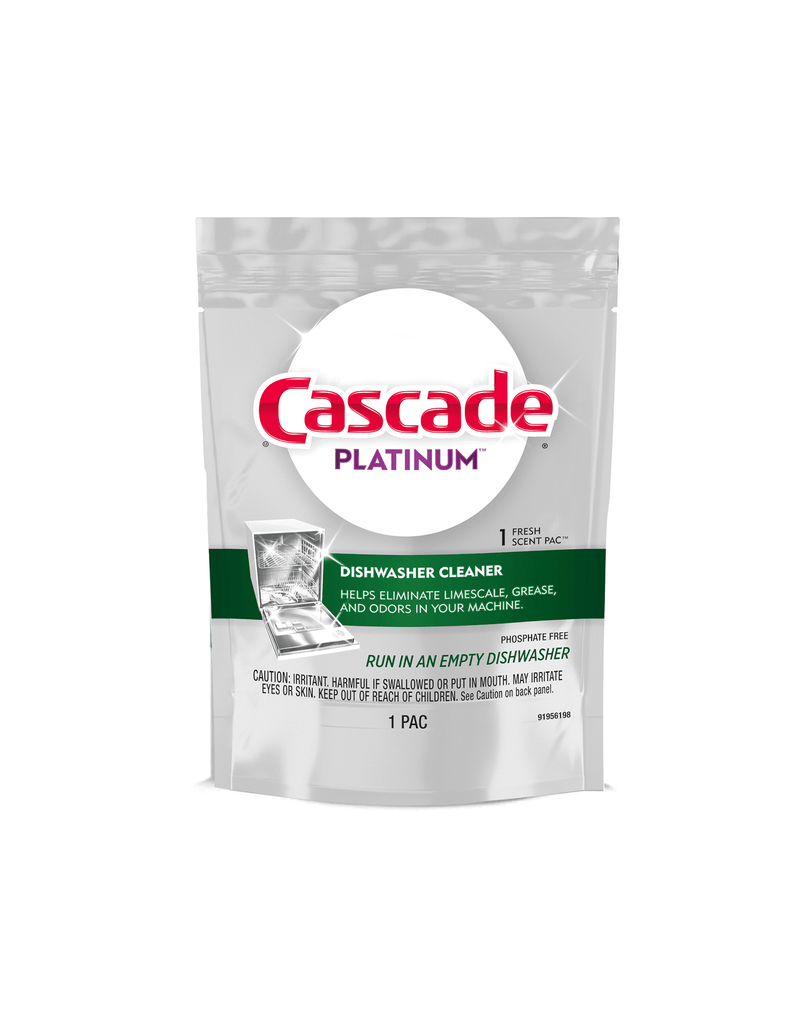 Cascade
®
®
PLATINUM™
1 FRESH
SCENT PAC™
DISHWASHER CLEANER
HELPS ELIMINATE LIMESCALE, GREASE,
AND ODORS IN YOUR MACHINE.
PHOSPHATE FREE
RUN IN AN EMPTY DISHWASHER
CAUTION: IRRITANT. HARMFUL IF SWALLOWED OR PUT IN MOUTH. MAY IRRITATE
EYES OR SKIN. KEEP OUT OF REACH OF CHILDREN. See Caution on back panel.
1 PAC
91956198